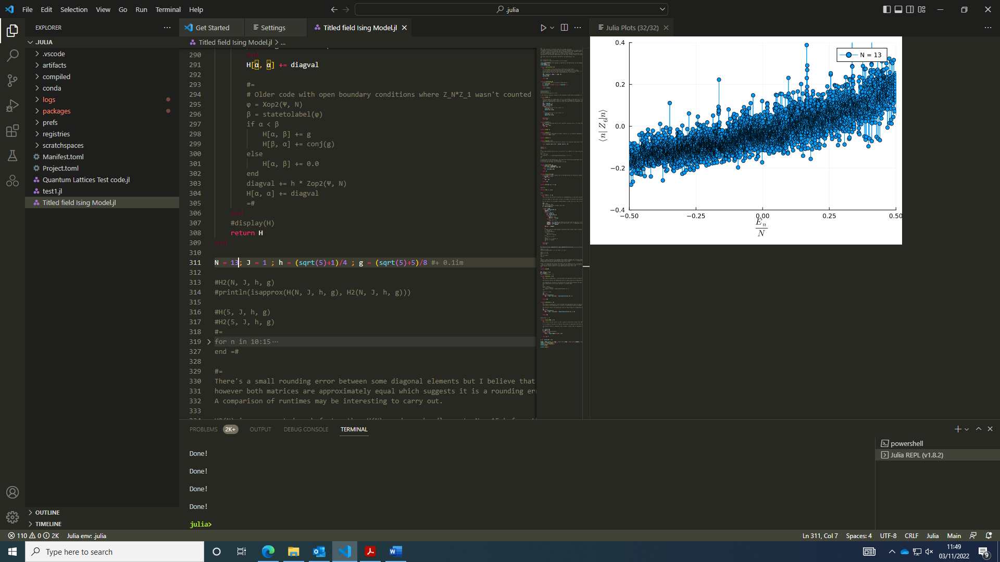 File Edit Selection View Go Run Terminal Help
.julia
EXPLORER
JULIA
.vscode
artifacts
compiled
conda
logs
packages
prefs
registries
scratchspaces
Manifest.toml
Project.toml
Quantum Lattices Test code.jl
test1.jl
Titled field Ising Model.jl
OUTLINE
TIMELINE
Get Started
Settings
Titled field Ising Model.jl
Titled field Ising Model.jl > ...
290 end
291 H[α, α] += diagval
292
293 #=
294 # Older code with open boundary conditions where Z_N*Z_1 wasn't counted
295 φ = Xop2(Ψ, N)
296 β = statetolabel(φ)
297 if α < β
298 H[α, β] += g
299 H[β, α] += conj(g)
300 else
301 H[α, β] += 0.0
302 end
303 diagval += h * Zop2(Ψ, N)
304 H[α, α] += diagval
305 =#
306 end
307 #display(H)
308 return H
309 end
310
311 N = 13; J = 1 ; h = (sqrt(5)+1)/4 ; g = (sqrt(5)+5)/8 #+ 0.1im
312
313 #H2(N, J, h, g)
314 #println(isapprox(H(N, J, h, g), H2(N, J, h, g)))
315
316 #H(5, J, h, g)
317 #H2(5, J, h, g)
318 #=
319 for n in 10:15 ...
327 end =#
328
329 #=
330 There's a small rounding error between some diagonal elements but I believe that
331 however both matrices are approximately equal which suggests it is a rounding er
332 A comparison of runtimes may be interesting to carry out.
333
Julia Plots (32/32)
0.4
0.2
0.0
−0.2
−0.4
−0.50 −0.25 0.00 0.25 0.50
⟨n| Z₆|n⟩
Eₙ
N
N = 13
PROBLEMS 2K+ OUTPUT DEBUG CONSOLE TERMINAL
Done!
Done!
Done!
Done!
julia>
powershell
Julia REPL (v1.8.2)
110 0 2K Julia env: .julia
Ln 311, Col 7 Spaces: 4 UTF-8 CRLF Julia Main
Type here to search
11:49
03/11/2022
9